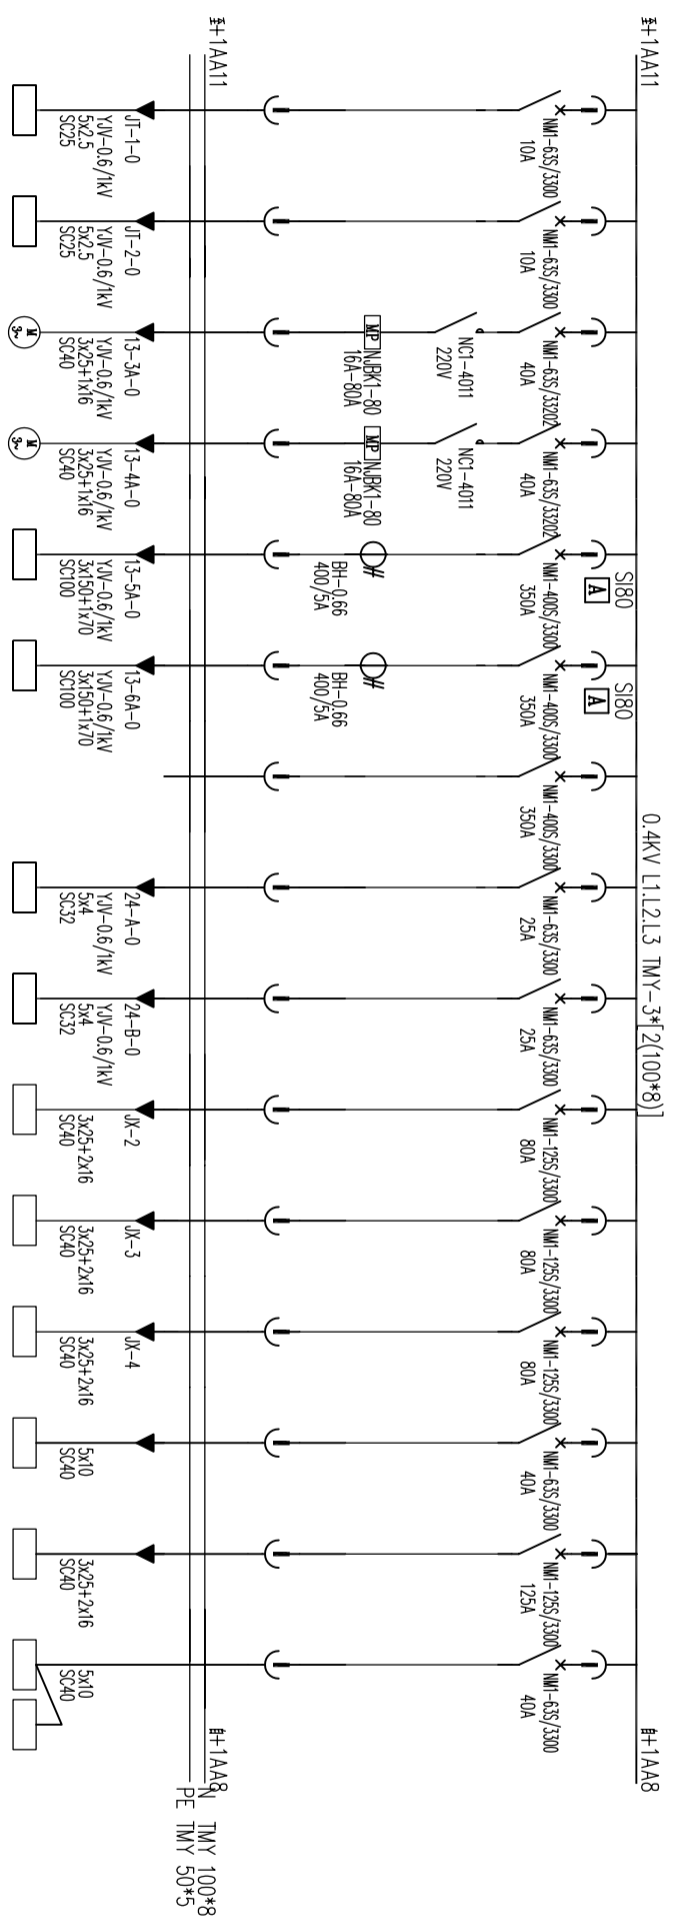 至+1AA11
0.4KV L1.L2.L3 TMY-3*[2(100*8)]
自+1AA8
SI80
A
SI80
A
NM1-63S/3300
10A
NM1-63S/3300
10A
NM1-63S/33202
40A
NM1-63S/33202
40A
NM1-400S/3300
350A
NM1-400S/3300
350A
NM1-400S/3300
350A
NM1-63S/3300
25A
NM1-63S/3300
25A
NM1-125S/3300
80A
NM1-125S/3300
80A
NM1-125S/3300
80A
NM1-63S/3300
40A
NM1-125S/3300
125A
NM1-63S/3300
40A
NC1-4011
220V
NC1-4011
220V
MP NJBK1-80
16A-80A
MP NJBK1-80
16A-80A
BH-0.66
400/5A
BH-0.66
400/5A
至+1AA11
自+1AA8
N TMY 100*8
PE TMY 50*5
JT-1-0
YJV-0.6/1kV
5x2.5
SC25
JT-2-0
YJV-0.6/1kV
5x2.5
SC25
13-3A-0
YJV-0.6/1kV
3x25+1x16
SC40
M
3~
13-4A-0
YJV-0.6/1kV
3x25+1x16
SC40
M
3~
13-5A-0
YJV-0.6/1kV
3x150+1x70
SC100
13-6A-0
YJV-0.6/1kV
3x150+1x70
SC100
24-A-0
YJV-0.6/1kV
5x4
SC32
24-B-0
YJV-0.6/1kV
5x4
SC32
JX-2
3x25+2x16
SC40
JX-3
3x25+2x16
SC40
JX-4
3x25+2x16
SC40
5x10
SC40
3x25+2x16
SC40
5x10
SC40